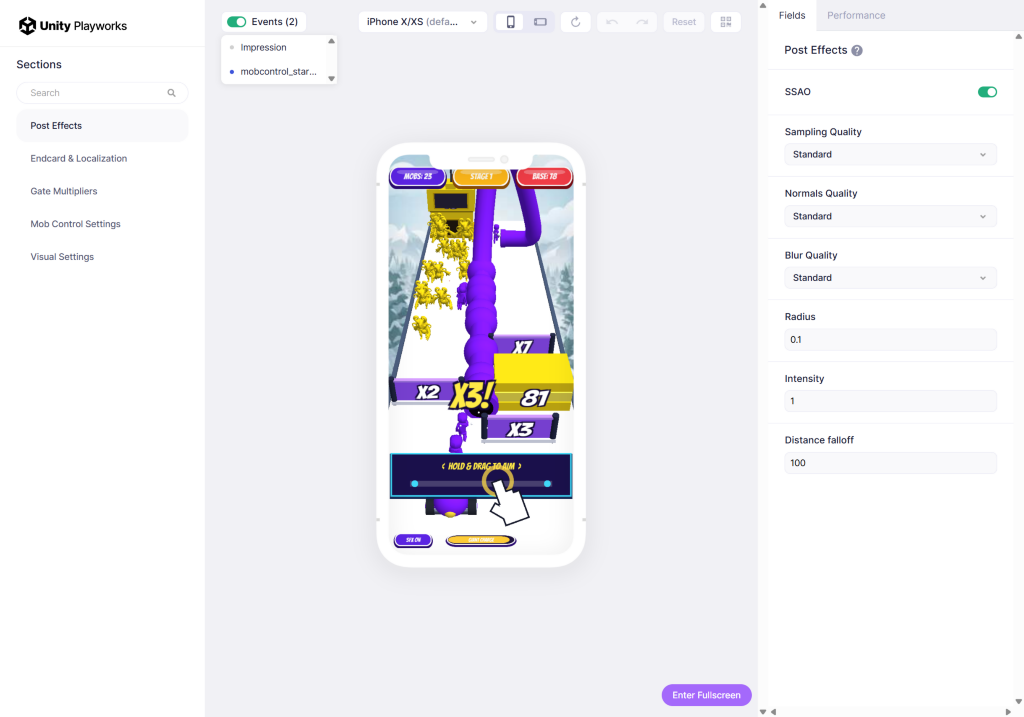 Unity Playworks
Sections
Search
Post Effects
Endcard & Localization
Gate Multipliers
Mob Control Settings
Visual Settings
Events (2)
Impression
mobcontrol_star...
iPhone X/XS (defa...
Reset
MOBS: 23
STAGE 1
BASE: 78
X7
X2
X3!
81
X3
< HOLD & DRAG TO AIM >
SFX ON
Enter Fullscreen
Fields
Performance
Post Effects ?
SSAO
Sampling Quality
Standard
Normals Quality
Standard
Blur Quality
Standard
Radius
0.1
Intensity
1
Distance falloff
100